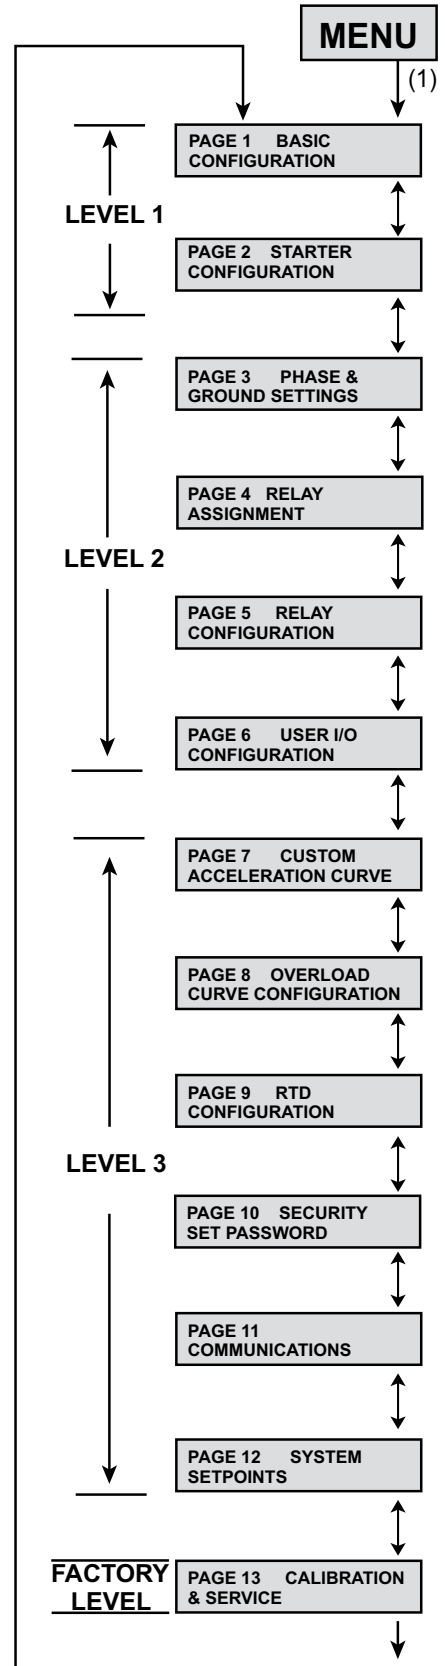 MENU
(1)
PAGE 1 BASIC
CONFIGURATION
LEVEL 1
PAGE 2 STARTER
CONFIGURATION
PAGE 3 PHASE &
GROUND SETTINGS
PAGE 4 RELAY
ASSIGNMENT
LEVEL 2
PAGE 5 RELAY
CONFIGURATION
PAGE 6 USER I/O
CONFIGURATION
PAGE 7 CUSTOM
ACCELERATION CURVE
PAGE 8 OVERLOAD
CURVE CONFIGURATION
PAGE 9 RTD
CONFIGURATION
LEVEL 3
PAGE 10 SECURITY
SET PASSWORD
PAGE 11
COMMUNICATIONS
PAGE 12 SYSTEM
SETPOINTS
FACTORY
LEVEL
PAGE 13 CALIBRATION
& SERVICE